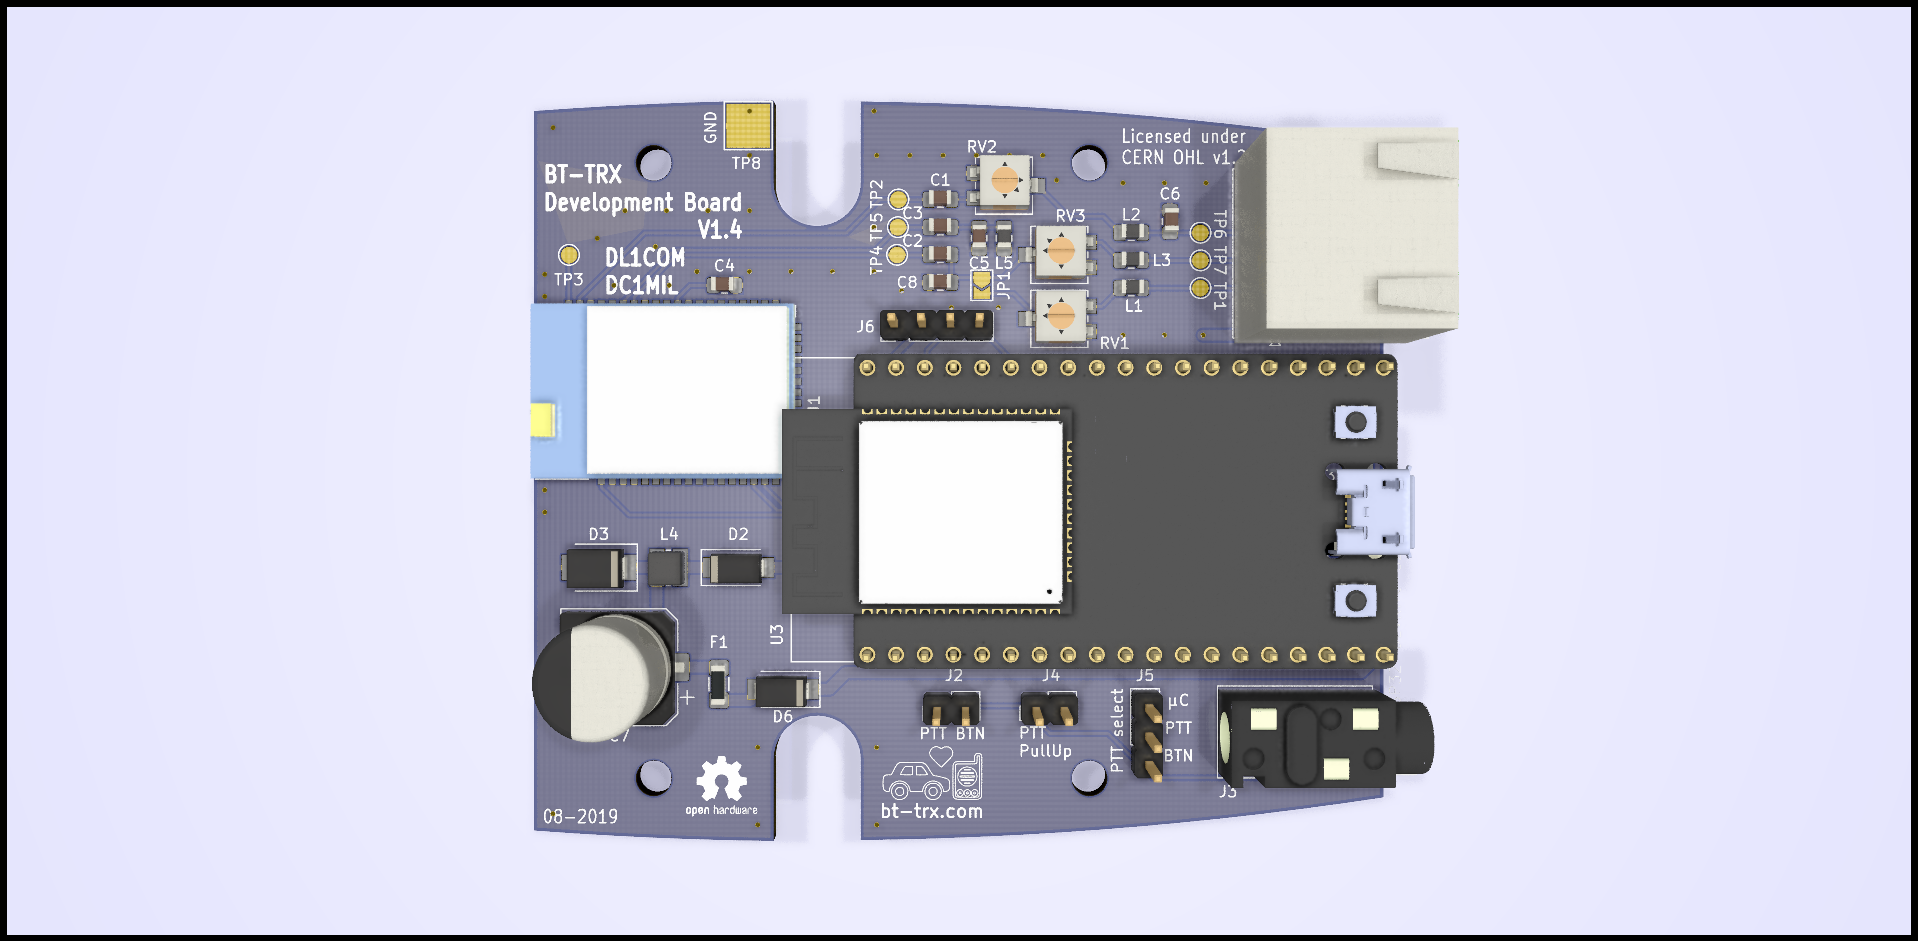 GND
TP8
BT-TRX
Development Board
V1.4
DL1COM
DC1MIL
TP3
C4
RV2
Licensed under
CERN OHL
TP2
C1
TP5
C3
TP4
C2
C8
C5
L5
JP1
RV3
L2
C6
L3
L1
TP6
TP7
TP1
J6
RV1
D3
L4
D2
U3
F1
+
D6
J2
PTT BTN
J4
PTT
PullUp
J5
PTT select
µC
PTT
BTN
open hardware
08-2019
bt-trx.com